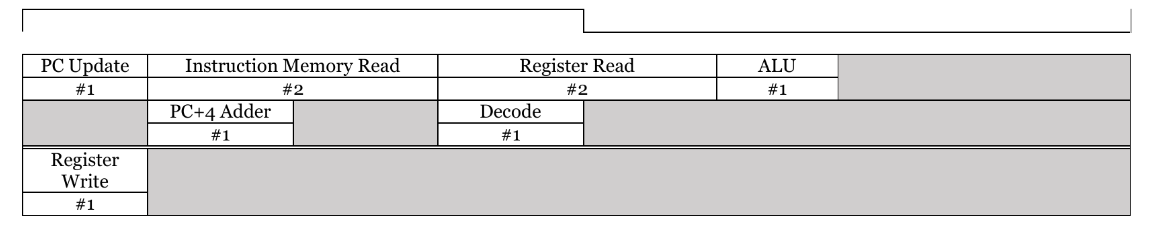 PC Update Instruction Memory Read Register Read ALU
#1 #2 #2 #1
PC+4 Adder Decode
#1 #1
Register
Write
#1